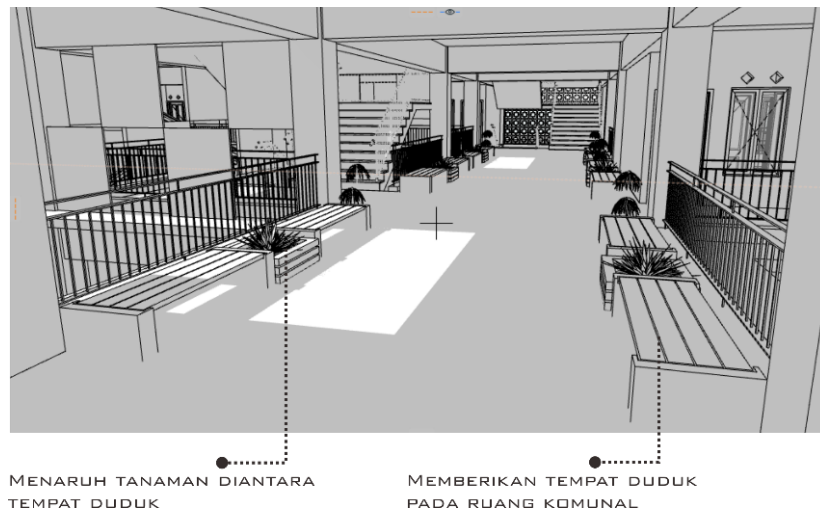 MENARUH TANAMAN DIANTARA
TEMPAT DUDUK
MEMBERIKAN TEMPAT DUDUK
PADA RUANG KOMUNAL